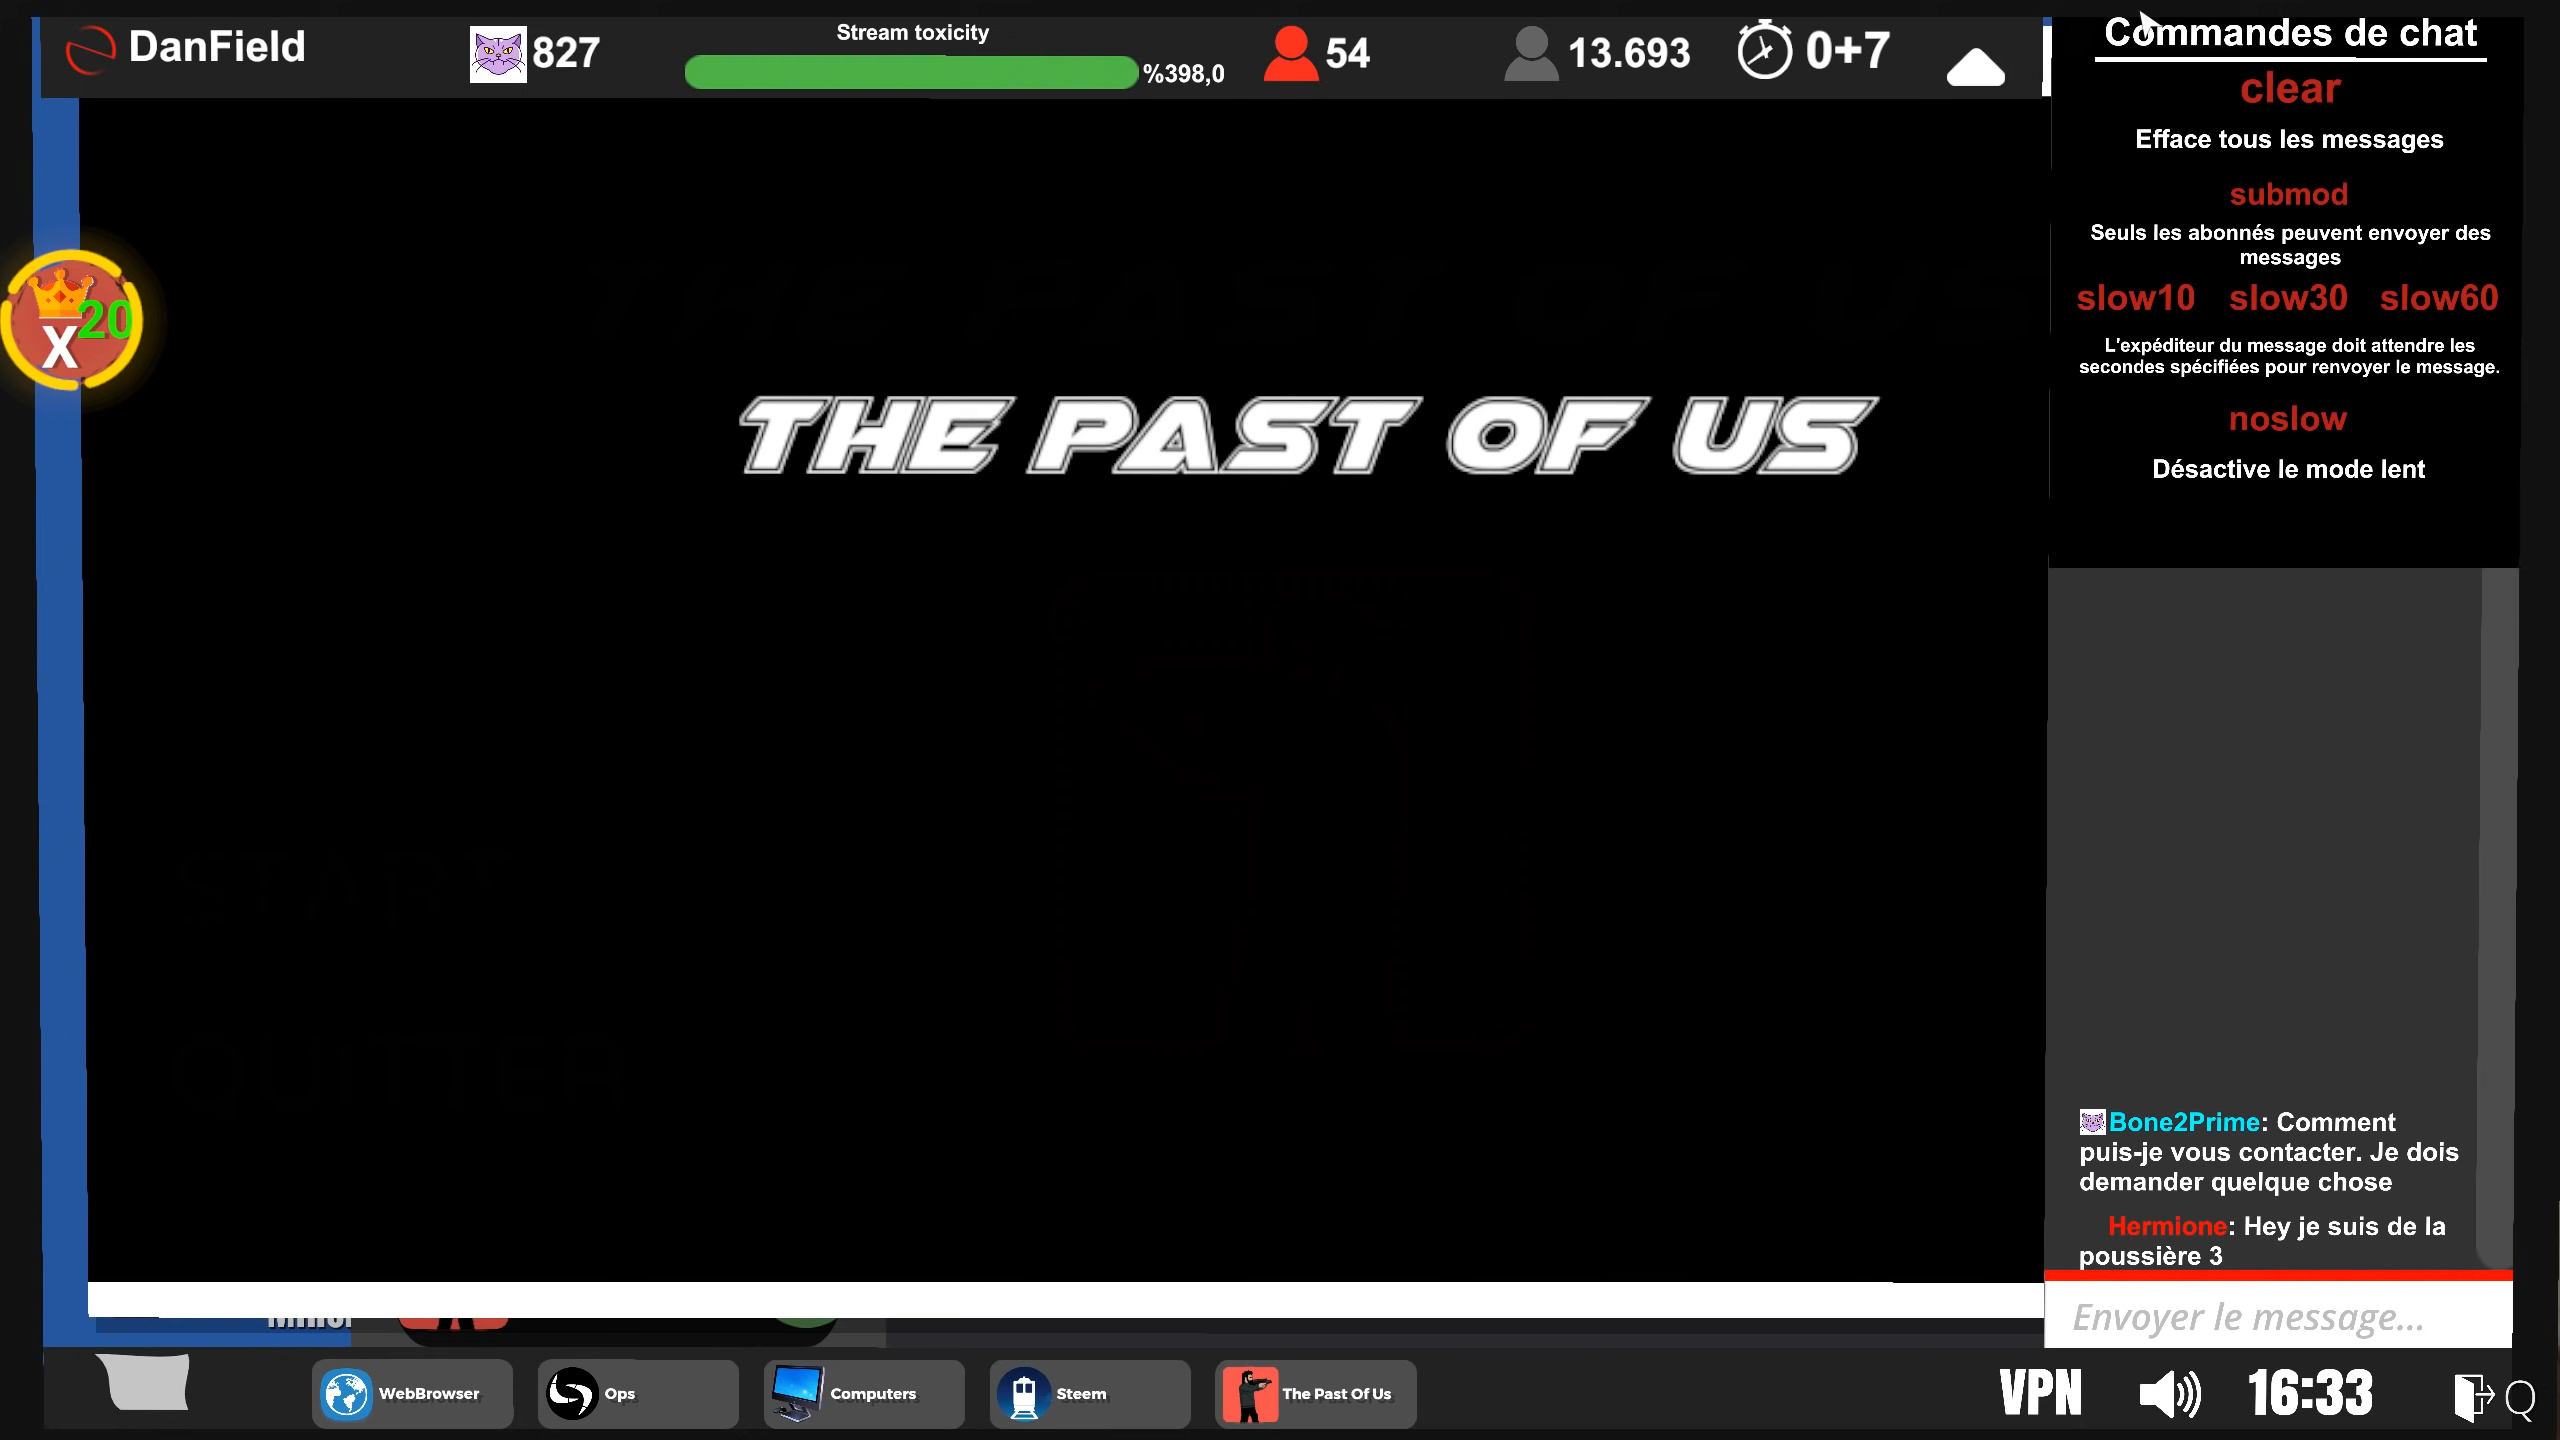 DanField
827
Stream toxicity
%398,0
54
13.693
0+7
Commandes de chat
clear
Efface tous les messages
submod
Seuls les abonnés peuvent envoyer des
messages
slow10 slow30 slow60
L'expéditeur du message doit attendre les
secondes spécifiées pour renvoyer le message.
noslow
Désactive le mode lent
X20
THE PAST OF US
START
QUITTER
Bone2Prime: Comment
puis-je vous contacter. Je dois
demander quelque chose
Hermione: Hey je suis de la
poussière 3
Envoyer le message...
WebBrowser
Ops
Computers
Steem
The Past Of Us
VPN
16:33
Q